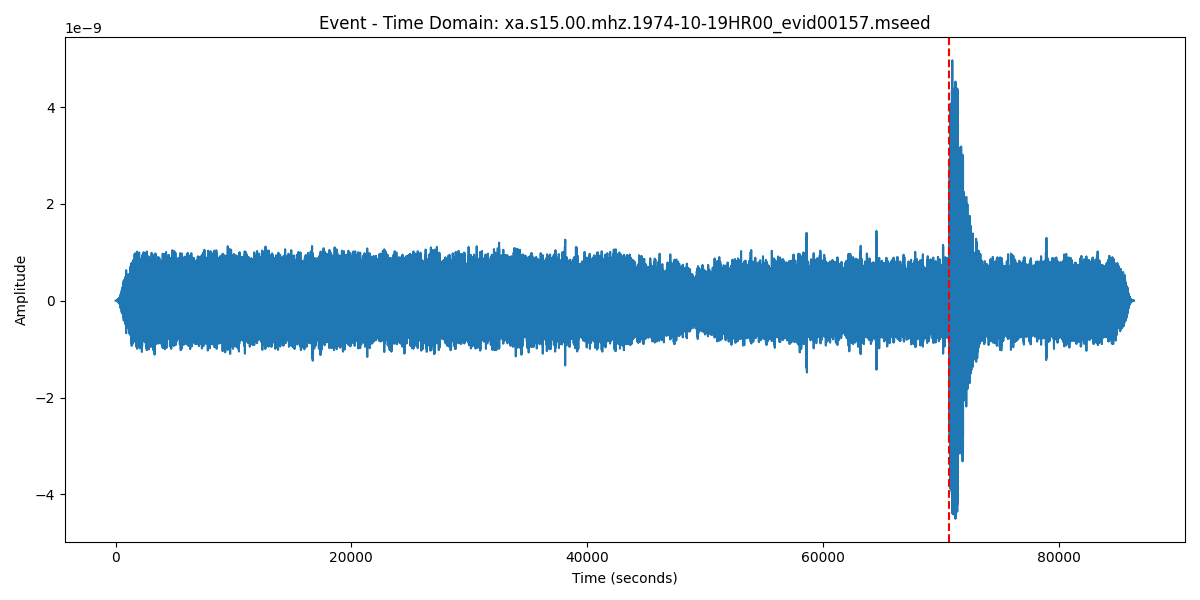 Event - Time Domain: xa.s15.00.mhz.1974-10-19HR00_evid00157.mseed
1e−9
4
2
0
−2
−4
Amplitude
0 20000 40000 60000 80000
Time (seconds)